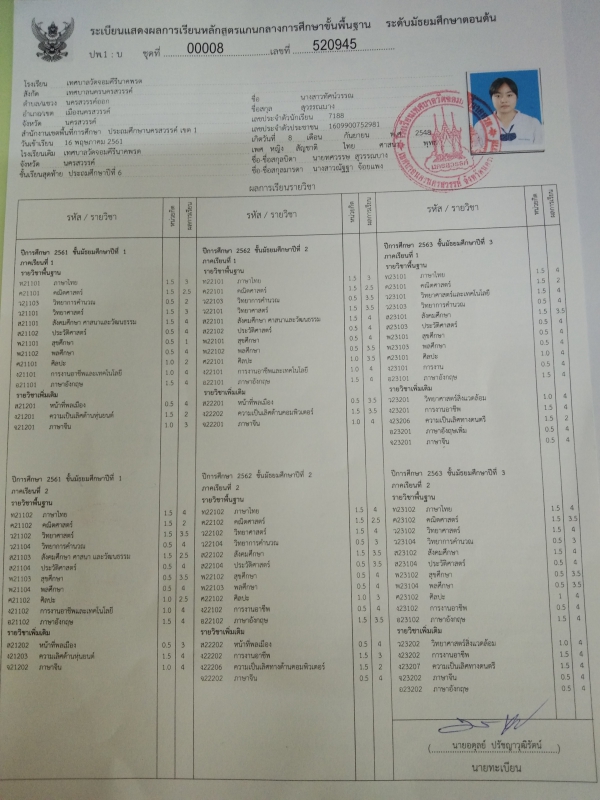 ระเบียนแสดงผลการเรียนหลักสูตรแกนกลางการศึกษาขั้นพื้นฐาน ระดับมัธยมศึกษาตอนต้น
ปพ.1 : บ ชุดที่ 00008 เลขที่ 520945
โรงเรียน เทศบาลวัดจอมคีรีนาคพรต
สังกัด เทศบาลนครนครสวรรค์
ตำบล/แขวง นครสวรรค์ออก
อำเภอ/เขต เมืองนครสวรรค์
จังหวัด นครสวรรค์
สำนักงานเขตพื้นที่การศึกษา ประถมศึกษานครสวรรค์ เขต 1
วันเข้าเรียน 16 พฤษภาคม 2561
โรงเรียนเดิม เทศบาลวัดจอมคีรีนาคพรต
จังหวัด นครสวรรค์
ชั้นเรียนสุดท้าย ประถมศึกษาปีที่ 6
ชื่อ นางสาวทัศน์วรรณ
ชื่อสกุล สุวรรณบาง
เลขประจำตัวนักเรียน 7188
เลขประจำตัวประชาชน 1609900752981
เกิดวันที่ 8 เดือน กันยายน 2548
เพศ หญิง สัญชาติ ไทย ศาสนา พุทธ
ชื่อ-ชื่อสกุลบิดา นายทศวรรษ สุวรรณบาง
ชื่อ-ชื่อสกุลมารดา นางสาวณัฐฐา จ้อยแพง
ผลการเรียนรายวิชา
รหัส / รายวิชา หน่วยกิต ผลการเรียน
รหัส / รายวิชา หน่วยกิต ผลการเรียน
รหัส / รายวิชา หน่วยกิต ผลการเรียน
ปีการศึกษา 2561 ชั้นมัธยมศึกษาปีที่ 1
ภาคเรียนที่ 1
รายวิชาพื้นฐาน
ท21101 ภาษาไทย 1.5 3
ค21101 คณิตศาสตร์ 1.5 2.5
ว21103 วิทยาการคำนวณ 0.5 2
ว21101 วิทยาศาสตร์ 1.5 3
ส21101 สังคมศึกษา ศาสนาและวัฒนธรรม 1.5 4
ส21102 ประวัติศาสตร์ 0.5 4
พ21101 สุขศึกษา 0.5 1
พ21102 พลศึกษา 0.5 4
ศ21101 ศิลปะ 1.0 2
ง21101 การงานอาชีพและเทคโนโลยี 1.0 4
อ21101 ภาษาอังกฤษ 1.5 4
รายวิชาเพิ่มเติม
ส21201 หน้าที่พลเมือง 0.5 4
ง21201 ความเป็นเลิศด้านหุ่นยนต์ 1.5 2
จ21201 ภาษาจีน 1.0 3
ปีการศึกษา 2561 ชั้นมัธยมศึกษาปีที่ 1
ภาคเรียนที่ 2
รายวิชาพื้นฐาน
ท21102 ภาษาไทย 1.5 4
ค21102 คณิตศาสตร์ 1.5 2
ว21102 วิทยาศาสตร์ 1.5 3.5
ว21104 วิทยาการคำนวณ 0.5 4
ส21103 สังคมศึกษา ศาสนา และวัฒนธรรม 1.5 2.5
ส21104 ประวัติศาสตร์ 0.5 4
พ21103 สุขศึกษา 0.5 3.5
พ21104 พลศึกษา 0.5 4
ศ21102 ศิลปะ 1.0 2.5
ง21102 การงานอาชีพและเทคโนโลยี 1.0 4
อ21102 ภาษาอังกฤษ 1.5 4
รายวิชาเพิ่มเติม
ส21202 หน้าที่พลเมือง 0.5 3
ง21203 ความเลิศด้านหุ่นยนต์ 1.5 4
จ21202 ภาษาจีน 1.0 4
ปีการศึกษา 2562 ชั้นมัธยมศึกษาปีที่ 2
ภาคเรียนที่ 1
รายวิชาพื้นฐาน
ท22101 ภาษาไทย 1.5 3
ค22101 คณิตศาสตร์ 1.5 2.5
ว22103 วิทยาการคำนวณ 0.5 3.5
ว22101 วิทยาศาสตร์ 1.5 3.5
ส22101 สังคมศึกษา ศาสนาและวัฒนธรรม 1.5 4
ส22102 ประวัติศาสตร์ 0.5 4
พ22101 สุขศึกษา 0.5 3.5
พ22102 พลศึกษา 0.5 4
ศ22101 ศิลปะ 1.0 3.5
ง22101 การงานอาชีพและเทคโนโลยี 1.0 4
อ22101 ภาษาอังกฤษ 1.5 4
รายวิชาเพิ่มเติม
ส22201 หน้าที่พลเมือง 0.5 3.5
ง22202 ความเป็นเลิศด้านคอมพิวเตอร์ 1.5 3.5
จ22201 ภาษาจีน 1.0 4
ปีการศึกษา 2562 ชั้นมัธยมศึกษาปีที่ 2
ภาคเรียนที่ 2
รายวิชาพื้นฐาน
ท22102 ภาษาไทย 1.5 4
ค22102 คณิตศาสตร์ 1.5 2.5
ว22102 วิทยาศาสตร์ 1.5 4
ว22104 วิทยาการคำนวณ 0.5 3
ส22102 สังคมศึกษา 1.5 3.5
ส22104 ประวัติศาสตร์ 0.5 3.5
พ22102 สุขศึกษา 0.5 4
พ22103 พลศึกษา 0.5 4
ศ22102 ศิลปะ 1.0 3
ง22102 การงานอาชีพ 0.5 4
อ22102 ภาษาอังกฤษ 1.5 3.5
รายวิชาเพิ่มเติม
ส22202 หน้าที่พลเมือง 0.5 4
ง22202 การงานอาชีพ 1.5 3
ง22206 ความเป็นเลิศทางด้านคอมพิวเตอร์ 1.5 2
จ22202 ภาษาจีน 0.5 4
ปีการศึกษา 2563 ชั้นมัธยมศึกษาปีที่ 3
ภาคเรียนที่ 1
รายวิชาพื้นฐาน
ท23101 ภาษาไทย 1.5 4
ค23101 คณิตศาสตร์ 1.5 2
ว23101 วิทยาศาสตร์และเทคโนโลยี 1.5 4
ว23103 วิทยาการคำนวณ 0.5 4
ส23101 สังคมศึกษา 1.5 3.5
ส23103 ประวัติศาสตร์ 0.5 4
พ23101 สุขศึกษา 0.5 4
พ23103 พลศึกษา 0.5 4
ศ23101 ศิลปะ 1.0 4
ง23101 การงาน 0.5 4
อ23101 ภาษาอังกฤษ 1.5 4
รายวิชาเพิ่มเติม
ว23201 วิทยาศาสตร์สิ่งแวดล้อม 1.0 4
ง23201 การงานอาชีพ 1.5 4
ง23206 ความเป็นเลิศทางดนตรี 1.5 2
อ23201 ภาษาอังกฤษเพิ่ม 0.5 4
จ23201 ภาษาจีน 0.5 4
ปีการศึกษา 2563 ชั้นมัธยมศึกษาปีที่ 3
ภาคเรียนที่ 2
รายวิชาพื้นฐาน
ท23102 ภาษาไทย 1.5 4
ค23102 คณิตศาสตร์ 1.5 3.5
ว23102 วิทยาศาสตร์ 1.5 4
ว23104 วิทยาการคำนวณ 0.5 3
ส23102 สังคมศึกษา 1.5 4
ส23104 ประวัติศาสตร์ 0.5 4
พ23102 สุขศึกษา 0.5 3.5
พ23104 พลศึกษา 0.5 3.5
ศ23102 ศิลปะ 1 4
ง23102 การงานอาชีพ 0.5 4
อ23102 ภาษาอังกฤษ 1.5 3.5
รายวิชาเพิ่มเติม
ว23202 วิทยาศาสตร์สิ่งแวดล้อม 1.0 4
ง23202 การงานอาชีพ 1.5 4
ง23207 ความเป็นเลิศทางดนตรี 1.5 4
จ23202 ภาษาจีน 0.5 4
อ23202 ภาษาอังกฤษ 0.5 4
(นายอดุลย์ ปรัชญาวุฒิรัตน์)
นายทะเบียน